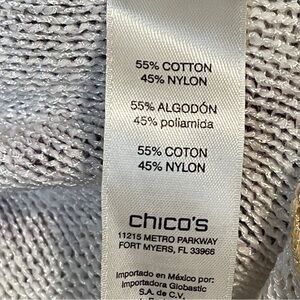 55% COTTON
45% NYLON
55% ALGODÓN
45% poliamida
55% COTON
45% NYLON
chico's
11215 METRO PARKWAY
FORT MYERS, FL 33966
Importado en México por:
Importadora Globastic
S.A. de C.V.